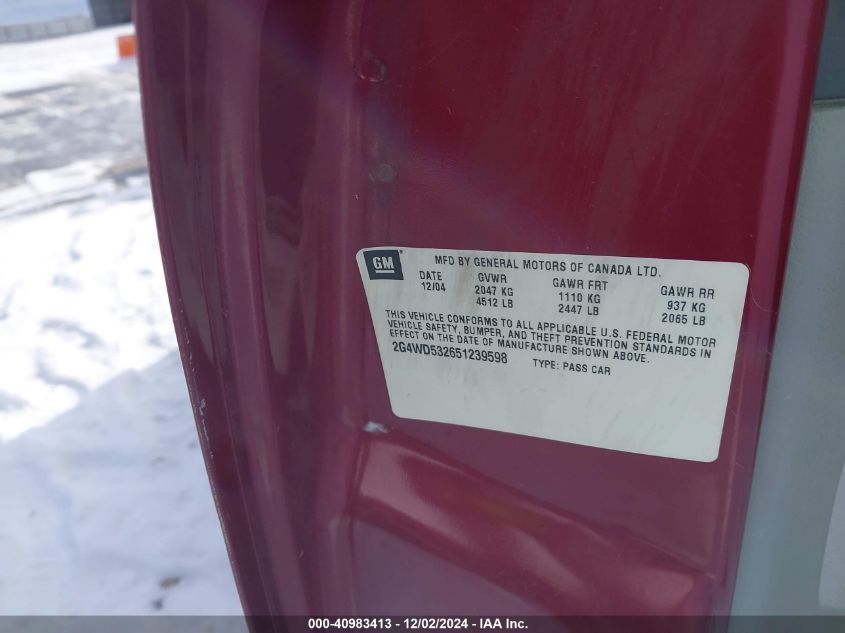 GM
MFD BY GENERAL MOTORS OF CANADA LTD.
DATE GVWR GAWR FRT GAWR RR
12/04 2047 KG 1110 KG 937 KG
4512 LB 2447 LB 2065 LB
THIS VEHICLE CONFORMS TO ALL APPLICABLE U.S. FEDERAL MOTOR
VEHICLE SAFETY, BUMPER, AND THEFT PREVENTION STANDARDS IN
EFFECT ON THE DATE OF MANUFACTURE SHOWN ABOVE.
2G4WD532651239598 TYPE: PASS CAR
000-40983413 - 12/02/2024 - IAA Inc.